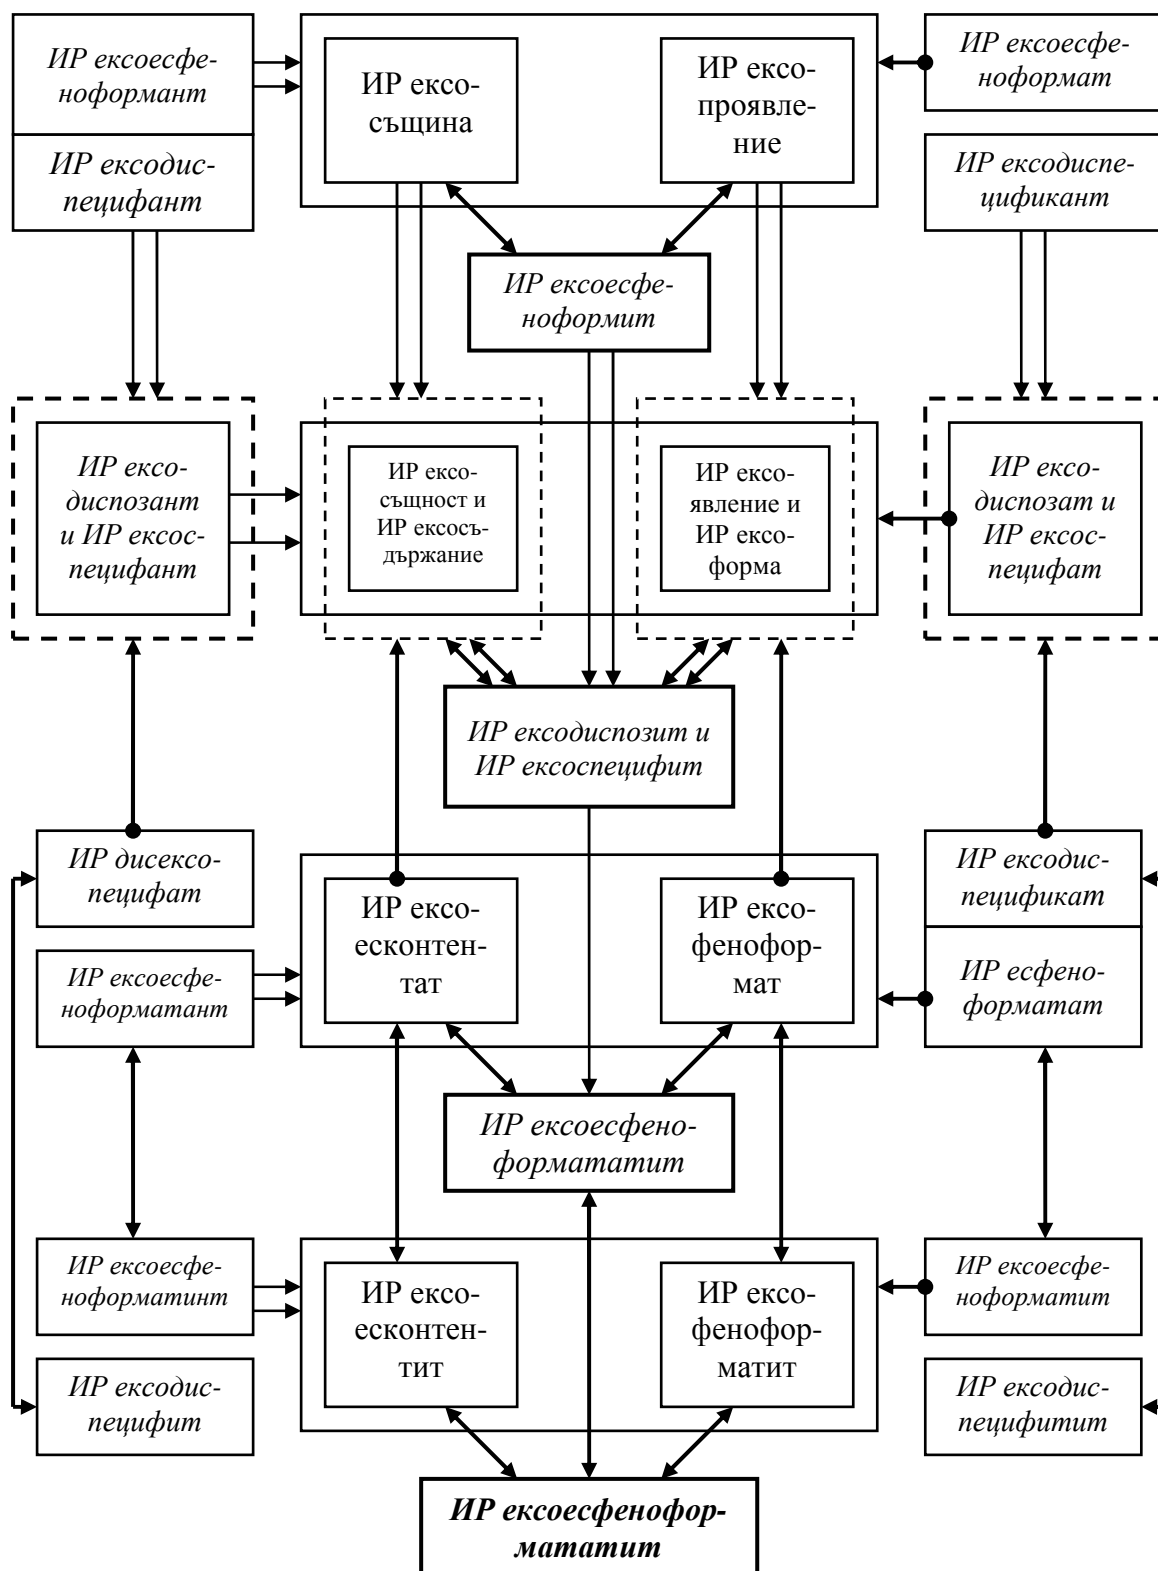 ИР ексоесфе-
ноформант
ИР ексо-
същина
ИР ексо-
проявле-
ние
ИР ексоесфе-
ноформат
ИР ексодис-
пецифант
ИР ексодиспе-
цификант
ИР ексоесфе-
ноформит
ИР ексо-
диспозант
и ИР ексос-
пецифант
ИР ексо-
същност и
ИР ексосъ-
държание
ИР ексо-
явление и
ИР ексо-
форма
ИР ексо-
диспозат и
ИР ексос-
пецифат
ИР ексодиспозит и
ИР ексоспецифит
ИР дисексо-
пецифат
ИР ексо-
есконтен-
тат
ИР ексо-
фенофор-
мат
ИР ексодис-
пецификат
ИР ексоесфе-
ноформатант
ИР есфено-
форматат
ИР ексоесфено-
формататит
ИР ексоесфе-
ноформатинт
ИР ексо-
есконтен-
тит
ИР ексо-
фенофор-
матит
ИР ексоесфе-
ноформатит
ИР ексодис-
пецифит
ИР ексодис-
пецифитит
ИР ексоесфенофор-
мататит